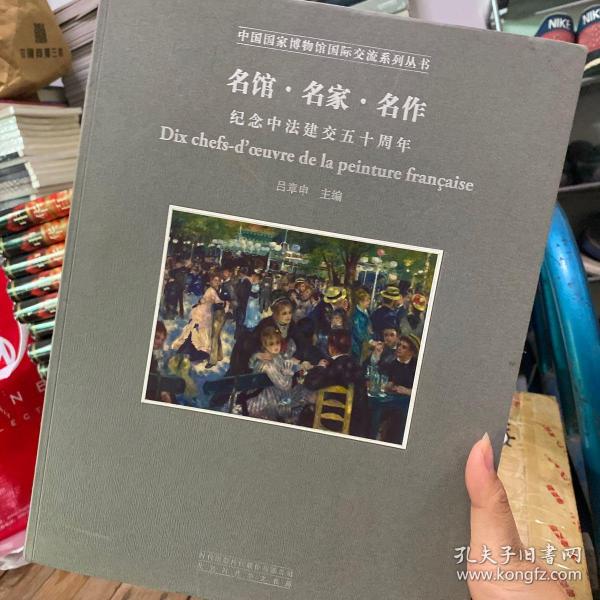 中国国家博物馆国际交流系列丛书
名馆·名家·名作
纪念中法建交五十周年
Dix chefs-d'œuvre de la peinture française
吕章申 主编
孔夫子旧书网
www.kongfz.com